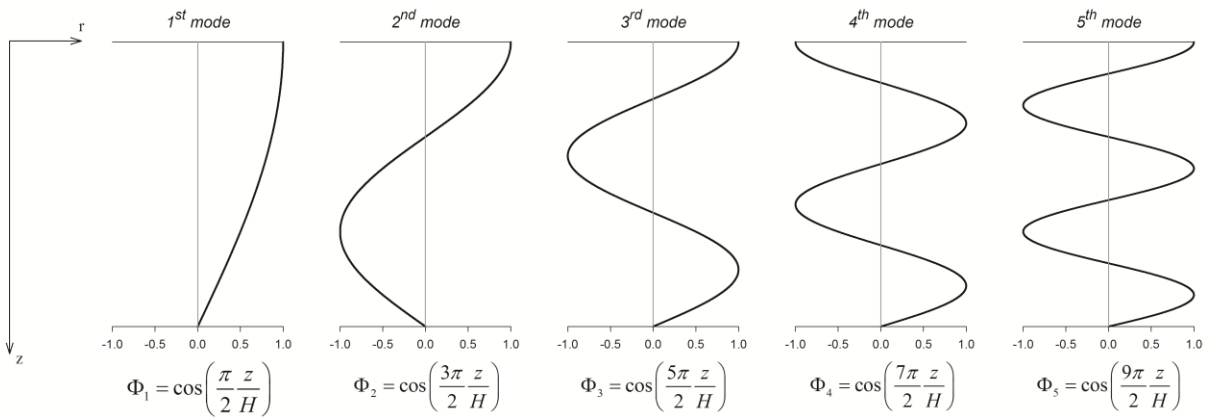 r
1st mode
2nd mode
3rd mode
4th mode
5th mode
-1.0 -0.5 0.0 0.5 1.0
-1.0 -0.5 0.0 0.5 1.0
-1.0 -0.5 0.0 0.5 1.0
-1.0 -0.5 0.0 0.5 1.0
-1.0 -0.5 0.0 0.5 1.0
z
Φ₁ = cos(π/2 z/H)
Φ₂ = cos(3π/2 z/H)
Φ₃ = cos(5π/2 z/H)
Φ₄ = cos(7π/2 z/H)
Φ₅ = cos(9π/2 z/H)